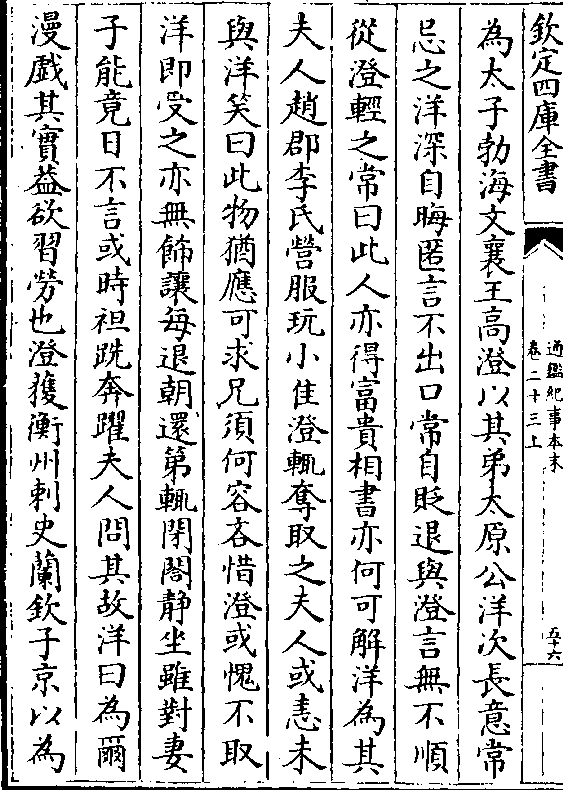 欽定四庫全書
通鑑紀事本末
卷二十三上
五六
為太子勃海文襄王高澄以其弟太原公洋次長意常
忌之洋深自晦匿言不出口常自貶退與澄言無不順
從澄輕之常曰此人亦得富貴相書亦何可解洋為其
夫人趙郡李氏營服玩小佳澄輒奪取之夫人或恚未
與洋笑曰此物猶應可求兄須何容吝惜澄或愧不取
洋即受之亦無飾讓每退朝還第輒閉閤静坐雖對妻
子能竟日不言或時袒跣奔躍夫人問其故洋曰為爾
漫戲其實蓋欲習勞也澄獲衡州刺史蘭欽子京以為